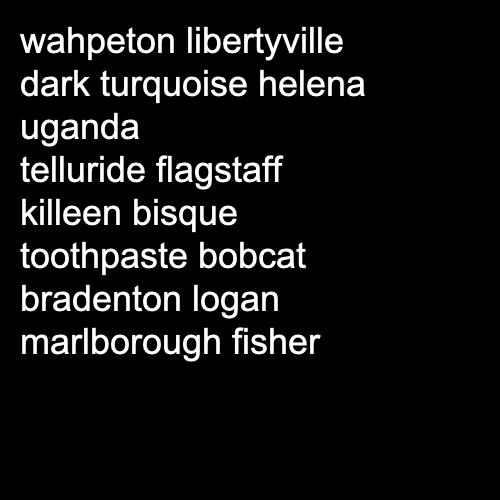 wahpeton libertyville
dark turquoise helena
uganda
telluride flagstaff
killeen bisque
toothpaste bobcat
bradenton logan
marlborough fisher